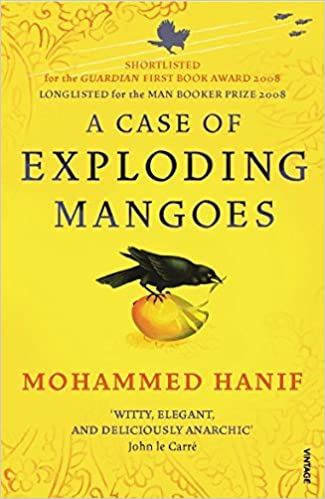 SHORTLISTED
for the GUARDIAN FIRST BOOK AWARD 2008
LONGLISTED for the MAN BOOKER PRIZE 2008
A CASE OF
EXPLODING
MANGOES
MOHAMMED HANIF
'WITTY, ELEGANT,
AND DELICIOUSLY ANARCHIC'
John le Carré
VINTAGE